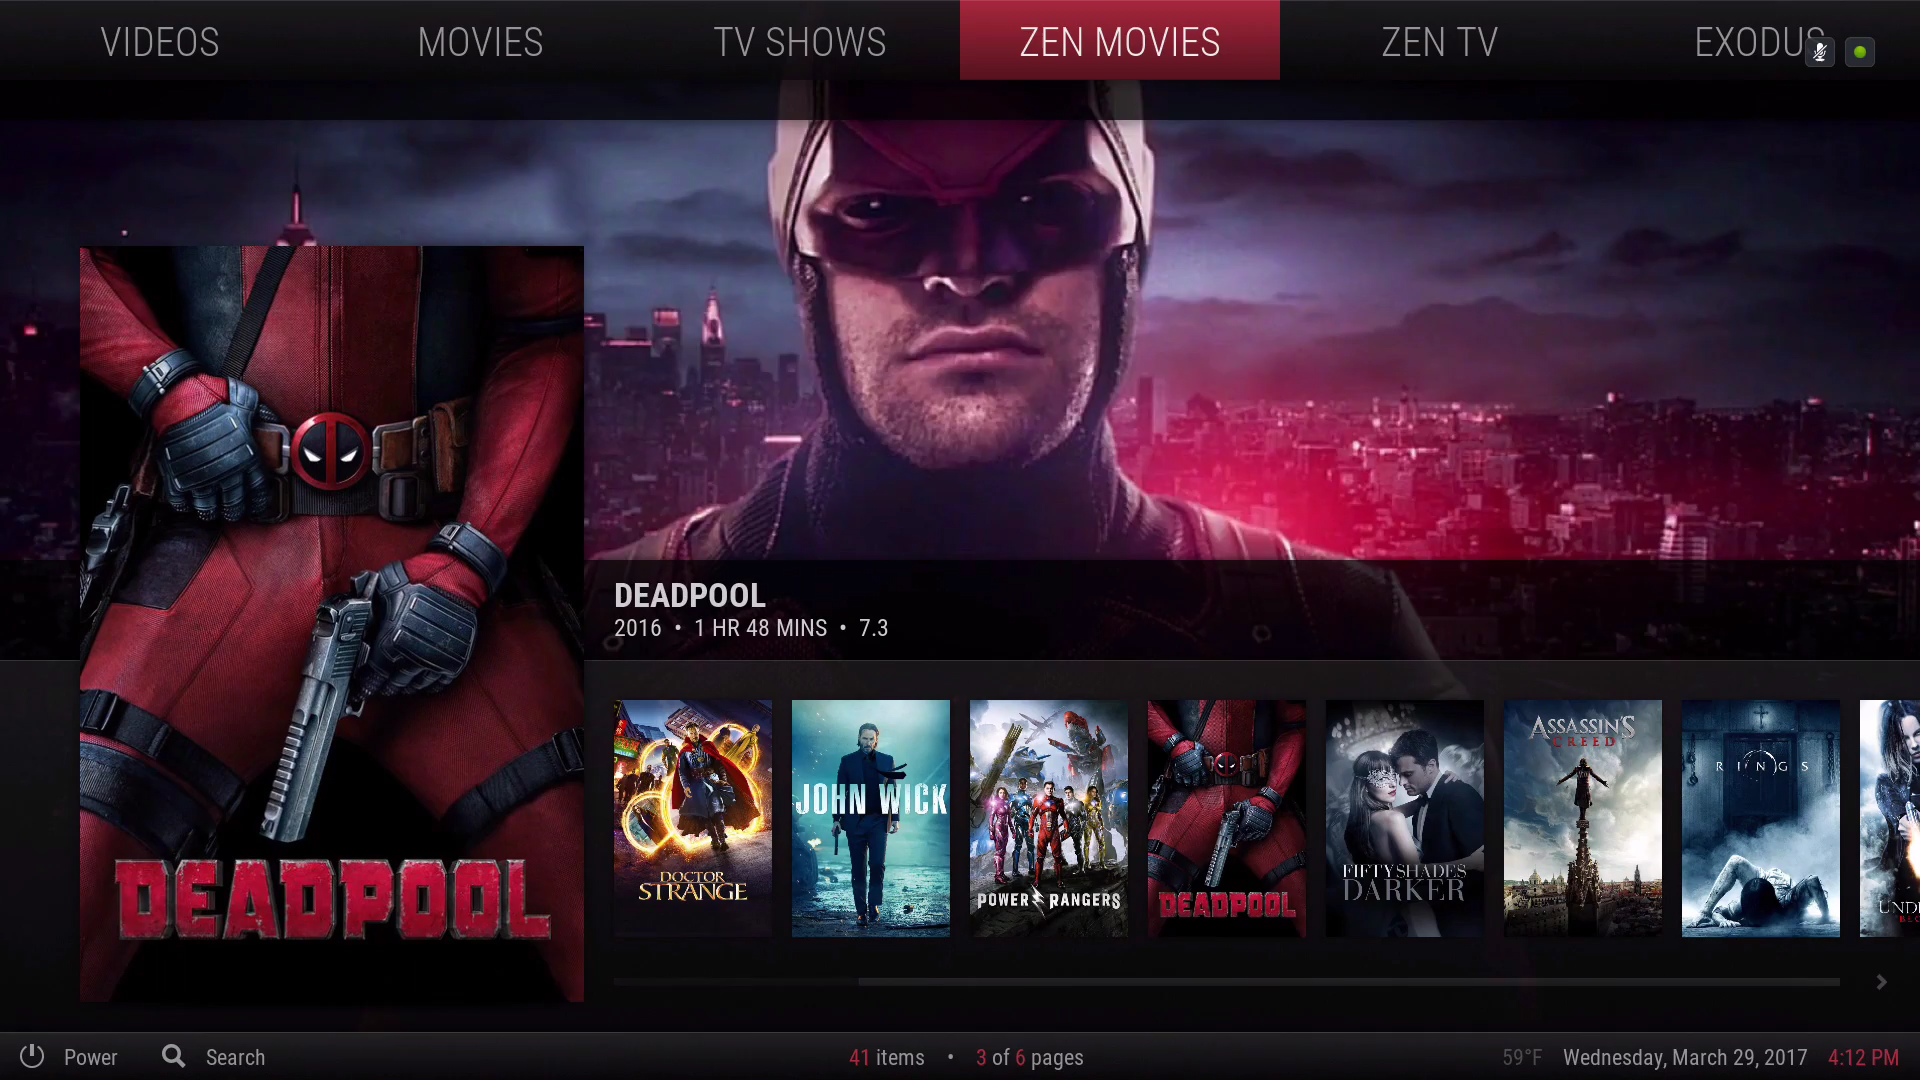 VIDEOS
MOVIES
TV SHOWS
ZEN MOVIES
ZEN TV
EXODUS
DEADPOOL
DEADPOOL
2016 • 1 HR 48 MINS • 7.3
DOCTOR
STRANGE
JOHN WICK
POWER RANGERS
DEADPOOL
FIFTY SHADES
DARKER
ASSASSIN'S
CREED
RINGS
UND
BLO
Power
Search
41 items • 3 of 6 pages
59°F
Wednesday, March 29, 2017
4:12 PM